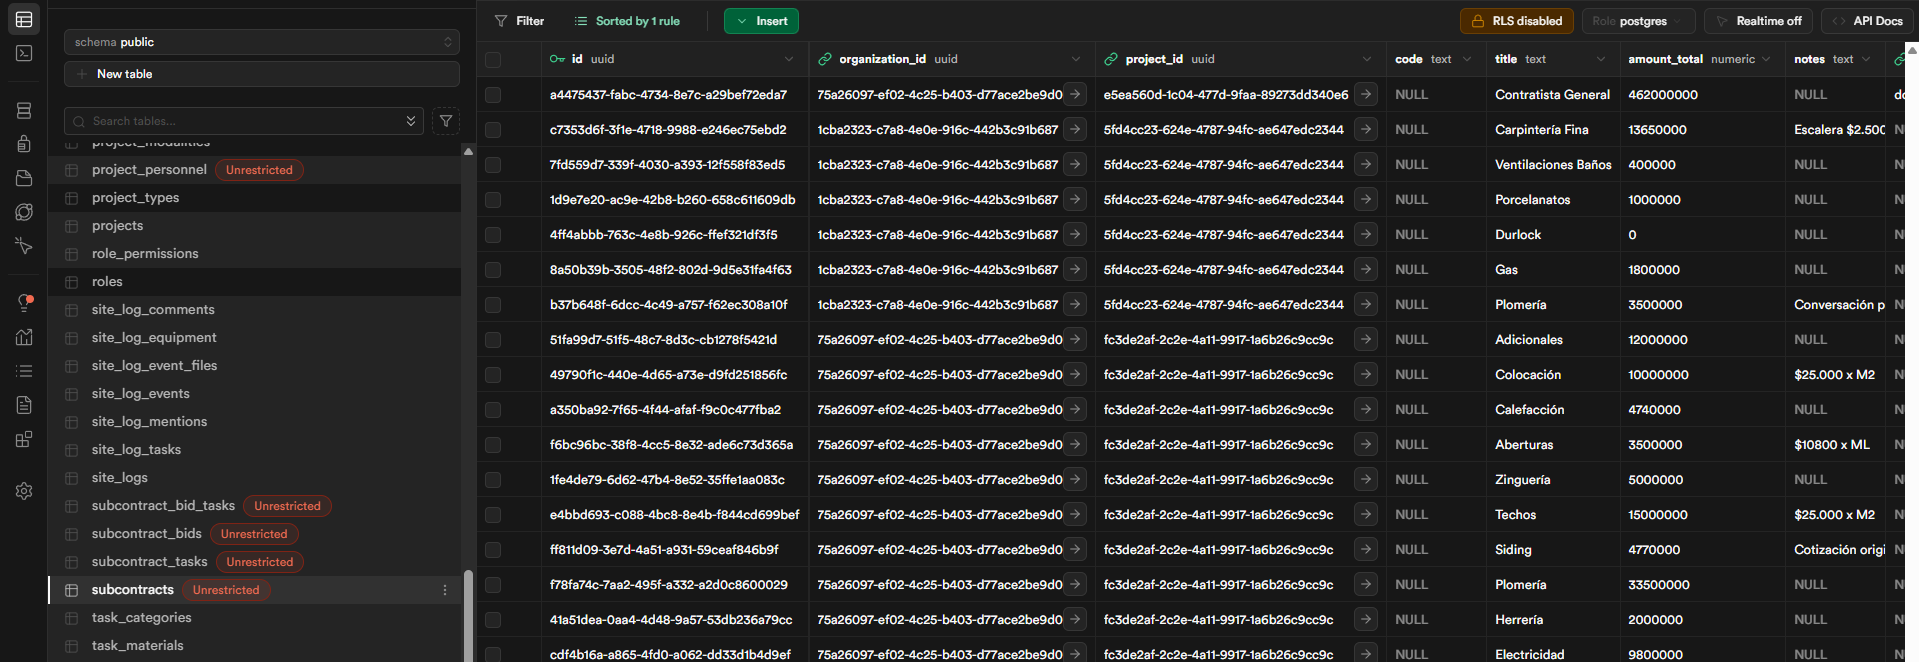 schema public
New table
Search tables...
project_modalities
project_personnel Unrestricted
project_types
projects
role_permissions
roles
site_log_comments
site_log_equipment
site_log_event_files
site_log_events
site_log_mentions
site_log_tasks
site_logs
subcontract_bid_tasks Unrestricted
subcontract_bids Unrestricted
subcontract_tasks Unrestricted
subcontracts Unrestricted
task_categories
task_materials
Filter Sorted by 1 rule Insert RLS disabled Role postgres Realtime off API Docs
id uuid organization_id uuid project_id uuid code text title text amount_total numeric notes text
a4475437-fabc-4734-8e7c-a29bef72eda7 75a26097-ef02-4c25-b403-d77ace2be9d0 e5ea560d-1c04-477d-9faa-89273dd340e6 NULL Contratista General 462000000 NULL
c7353d6f-3f1e-4718-9988-e246ec75ebd2 1cba2323-c7a8-4e0e-916c-442b3c91b687 5fd4cc23-624e-4787-94fc-ae647edc2344 NULL Carpintería Fina 13650000 Escalera $2.500 N
7fd559d7-339f-4030-a393-12f558f83ed5 1cba2323-c7a8-4e0e-916c-442b3c91b687 5fd4cc23-624e-4787-94fc-ae647edc2344 NULL Ventilaciones Baños 400000 NULL N
1d9e7e20-ac9e-42b8-b260-658c611609db 1cba2323-c7a8-4e0e-916c-442b3c91b687 5fd4cc23-624e-4787-94fc-ae647edc2344 NULL Porcelanatos 1000000 NULL N
4ff4abbb-763c-4e8b-926c-ffef321df3f5 1cba2323-c7a8-4e0e-916c-442b3c91b687 5fd4cc23-624e-4787-94fc-ae647edc2344 NULL Durlock 0 NULL N
8a50b39b-3505-48f2-802d-9d5e31fa4f63 1cba2323-c7a8-4e0e-916c-442b3c91b687 5fd4cc23-624e-4787-94fc-ae647edc2344 NULL Gas 1800000 NULL N
b37b648f-6dcc-4c49-a757-f62ec308a10f 1cba2323-c7a8-4e0e-916c-442b3c91b687 5fd4cc23-624e-4787-94fc-ae647edc2344 NULL Plomería 3500000 Conversación p N
51fa99d7-51f5-48c7-8d3c-cb1278f5421d 75a26097-ef02-4c25-b403-d77ace2be9d0 fc3de2af-2c2e-4a11-9917-1a6b26c9cc9c NULL Adicionales 12000000 NULL N
49790f1c-440e-4d65-a73e-d9fd251856fc 75a26097-ef02-4c25-b403-d77ace2be9d0 fc3de2af-2c2e-4a11-9917-1a6b26c9cc9c NULL Colocación 10000000 $25.000 x M2 N
a350ba92-7f65-4f44-afaf-f9c0c477fba2 75a26097-ef02-4c25-b403-d77ace2be9d0 fc3de2af-2c2e-4a11-9917-1a6b26c9cc9c NULL Calefacción 4740000 NULL N
f6bc96bc-38f8-4cc5-8e32-ade6c73d365a 75a26097-ef02-4c25-b403-d77ace2be9d0 fc3de2af-2c2e-4a11-9917-1a6b26c9cc9c NULL Aberturas 3500000 $10800 x ML N
1fe4de79-6d62-47b4-8e52-35ffe1aa083c 75a26097-ef02-4c25-b403-d77ace2be9d0 fc3de2af-2c2e-4a11-9917-1a6b26c9cc9c NULL Zinguería 5000000 NULL N
e4bbd693-c088-4bc8-8e4b-f844cd699bef 75a26097-ef02-4c25-b403-d77ace2be9d0 fc3de2af-2c2e-4a11-9917-1a6b26c9cc9c NULL Techos 15000000 $25.000 x M2 N
ff811d09-3e7d-4a51-a931-59ceaf846b9f 75a26097-ef02-4c25-b403-d77ace2be9d0 fc3de2af-2c2e-4a11-9917-1a6b26c9cc9c NULL Siding 4770000 Cotización origi N
f78fa74c-7aa2-495f-a332-a2d0c8600029 75a26097-ef02-4c25-b403-d77ace2be9d0 fc3de2af-2c2e-4a11-9917-1a6b26c9cc9c NULL Plomería 33500000 NULL N
41a51dea-0aa4-4d48-9a57-53db236a79cc 75a26097-ef02-4c25-b403-d77ace2be9d0 fc3de2af-2c2e-4a11-9917-1a6b26c9cc9c NULL Herrería 2000000 NULL N
cdf4b16a-a865-4fd0-a062-dd33d1b4d9ef 75a26097-ef02-4c25-b403-d77ace2be9d0 fc3de2af-2c2e-4a11-9917-1a6b26c9cc9c NULL Electricidad 9800000 NULL N